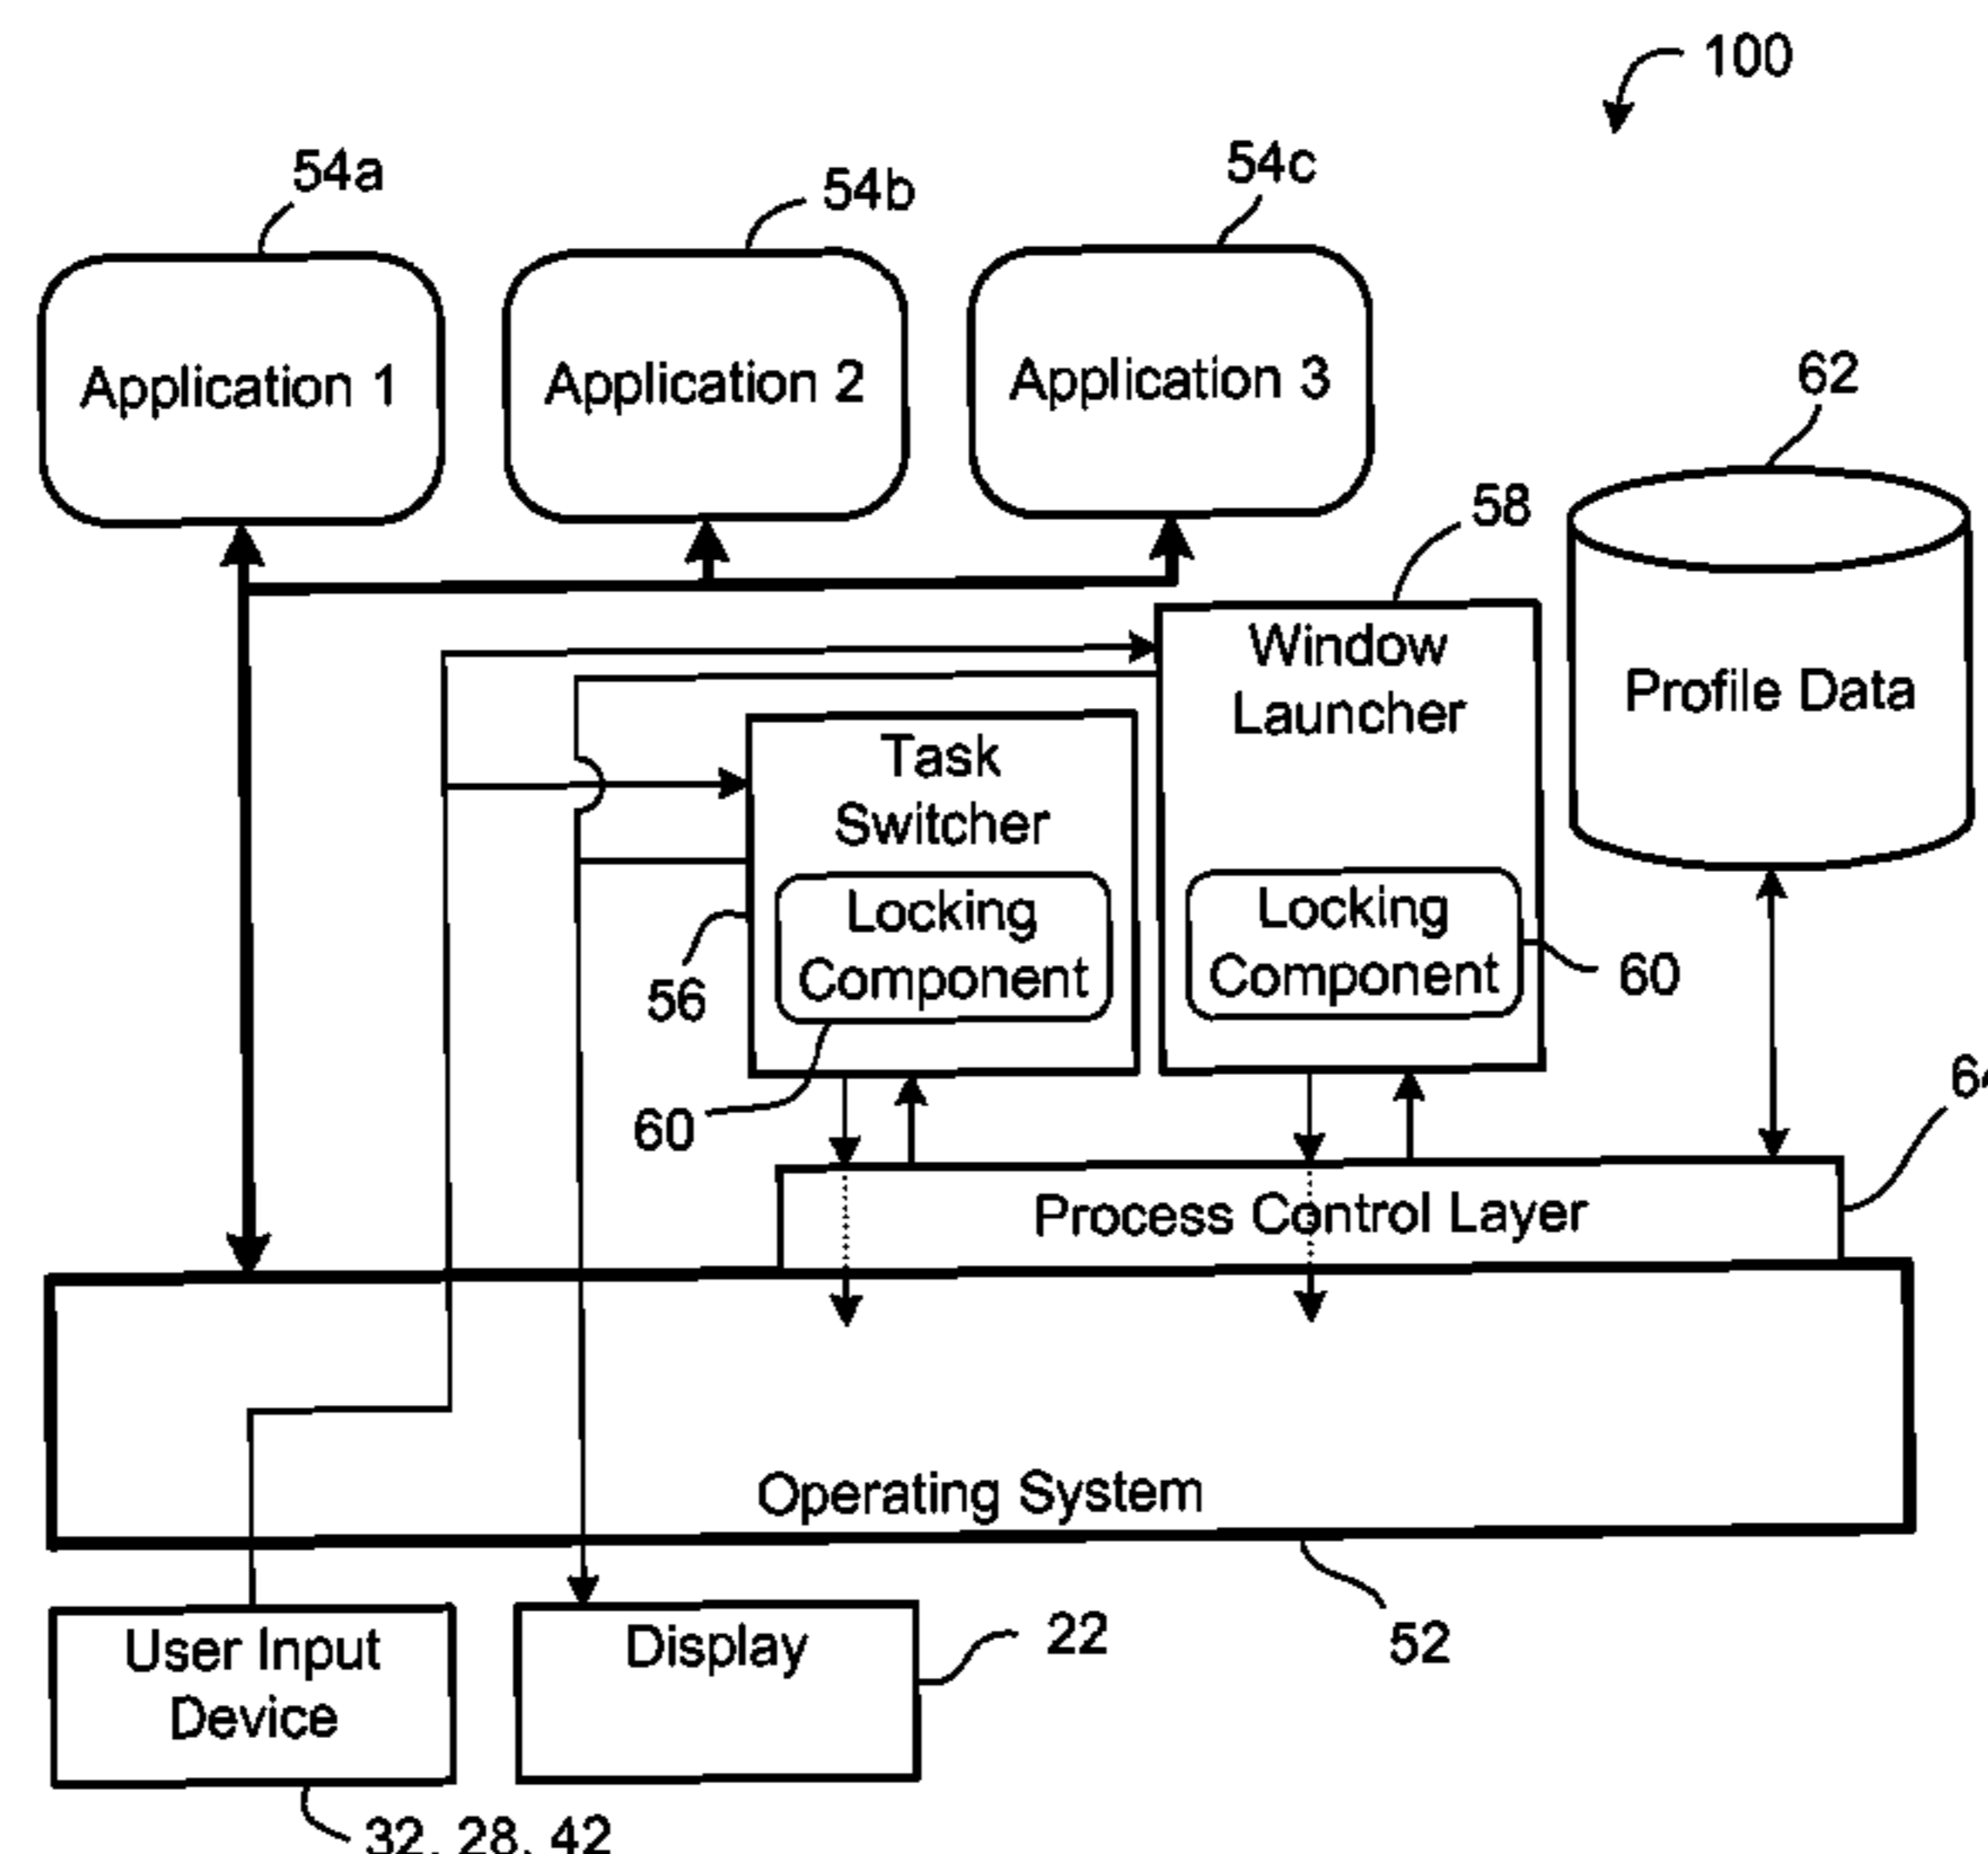 100
54a
54b
54c
Application 1
Application 2
Application 3
62
58
Window
Launcher
Profile Data
Task
Switcher
Locking
Component
Locking
Component
56
60
60
64
Process Control Layer
Operating System
52
User Input
Device
Display
22
32, 28, 42